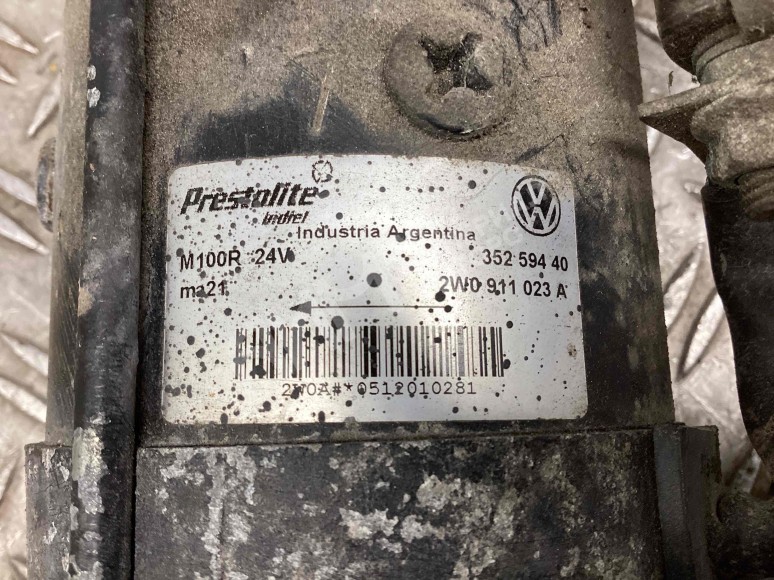 Prestolite
indiel
Industria Argentina
M100R 24V 352 594 40
ma21 2W0 911 023 A
2W0A#*0512010281